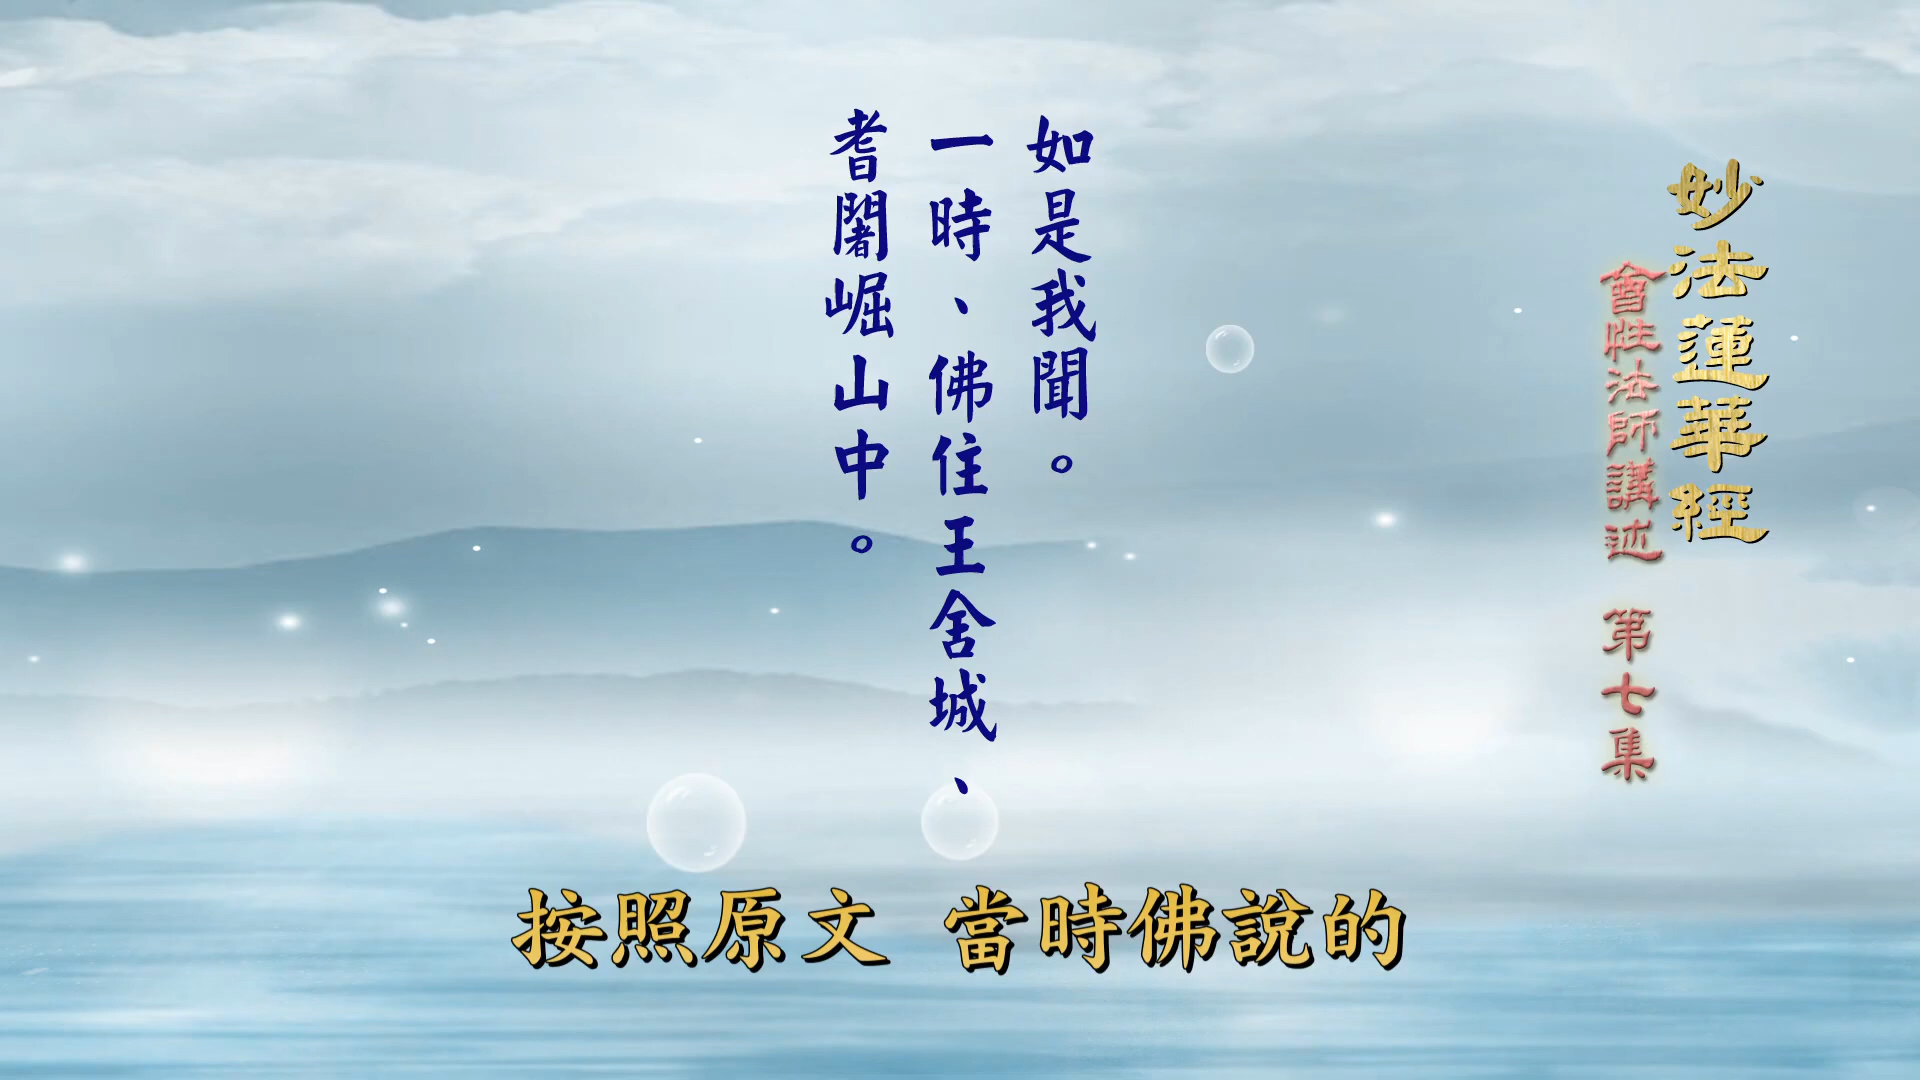 妙法蓮華經
會性法師講述 第七集
如是我聞。
一時、佛住王舍城、
耆闍崛山中。
按照原文 當時佛說的